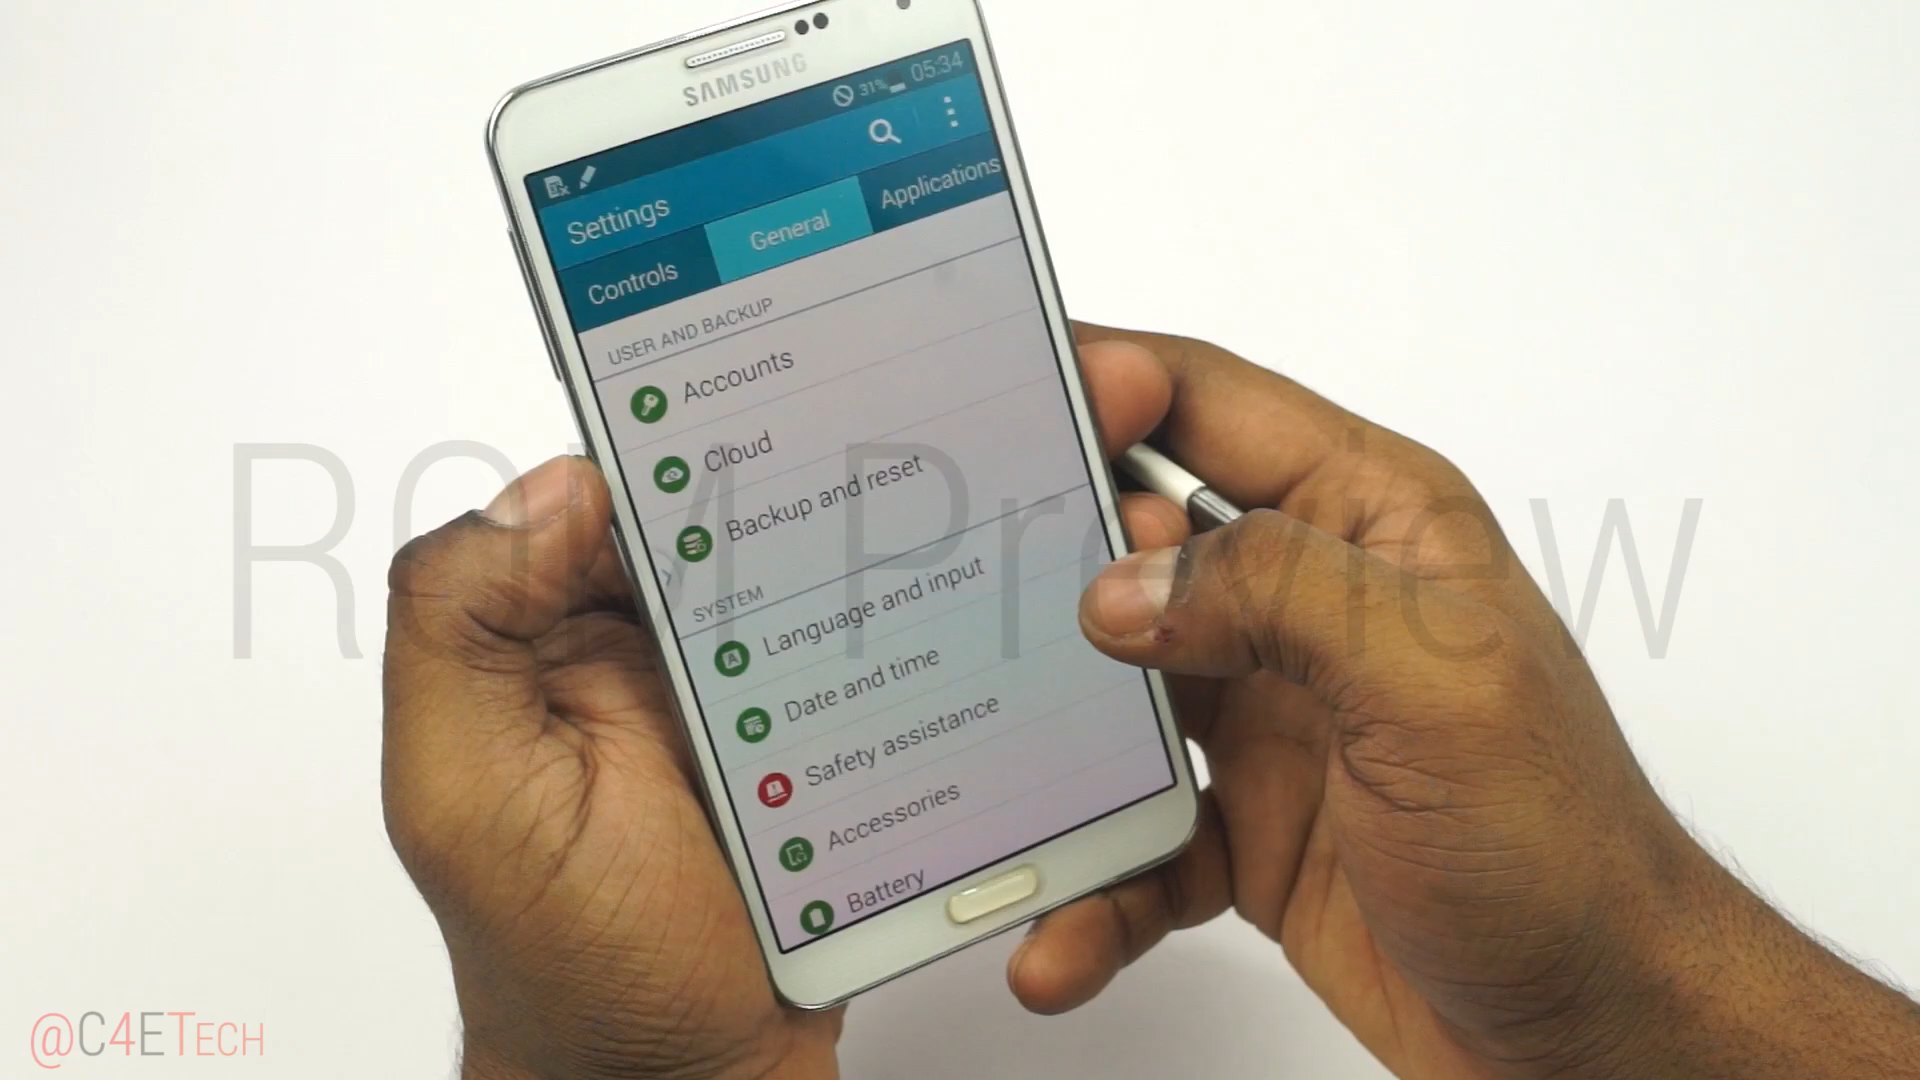 SAMSUNG
31% 05:34
Settings
Controls General Applications
USER AND BACKUP
Accounts
Cloud
Backup and reset
SYSTEM
Language and input
Date and time
Safety assistance
Accessories
Battery
ROM Preview
@C4ETech